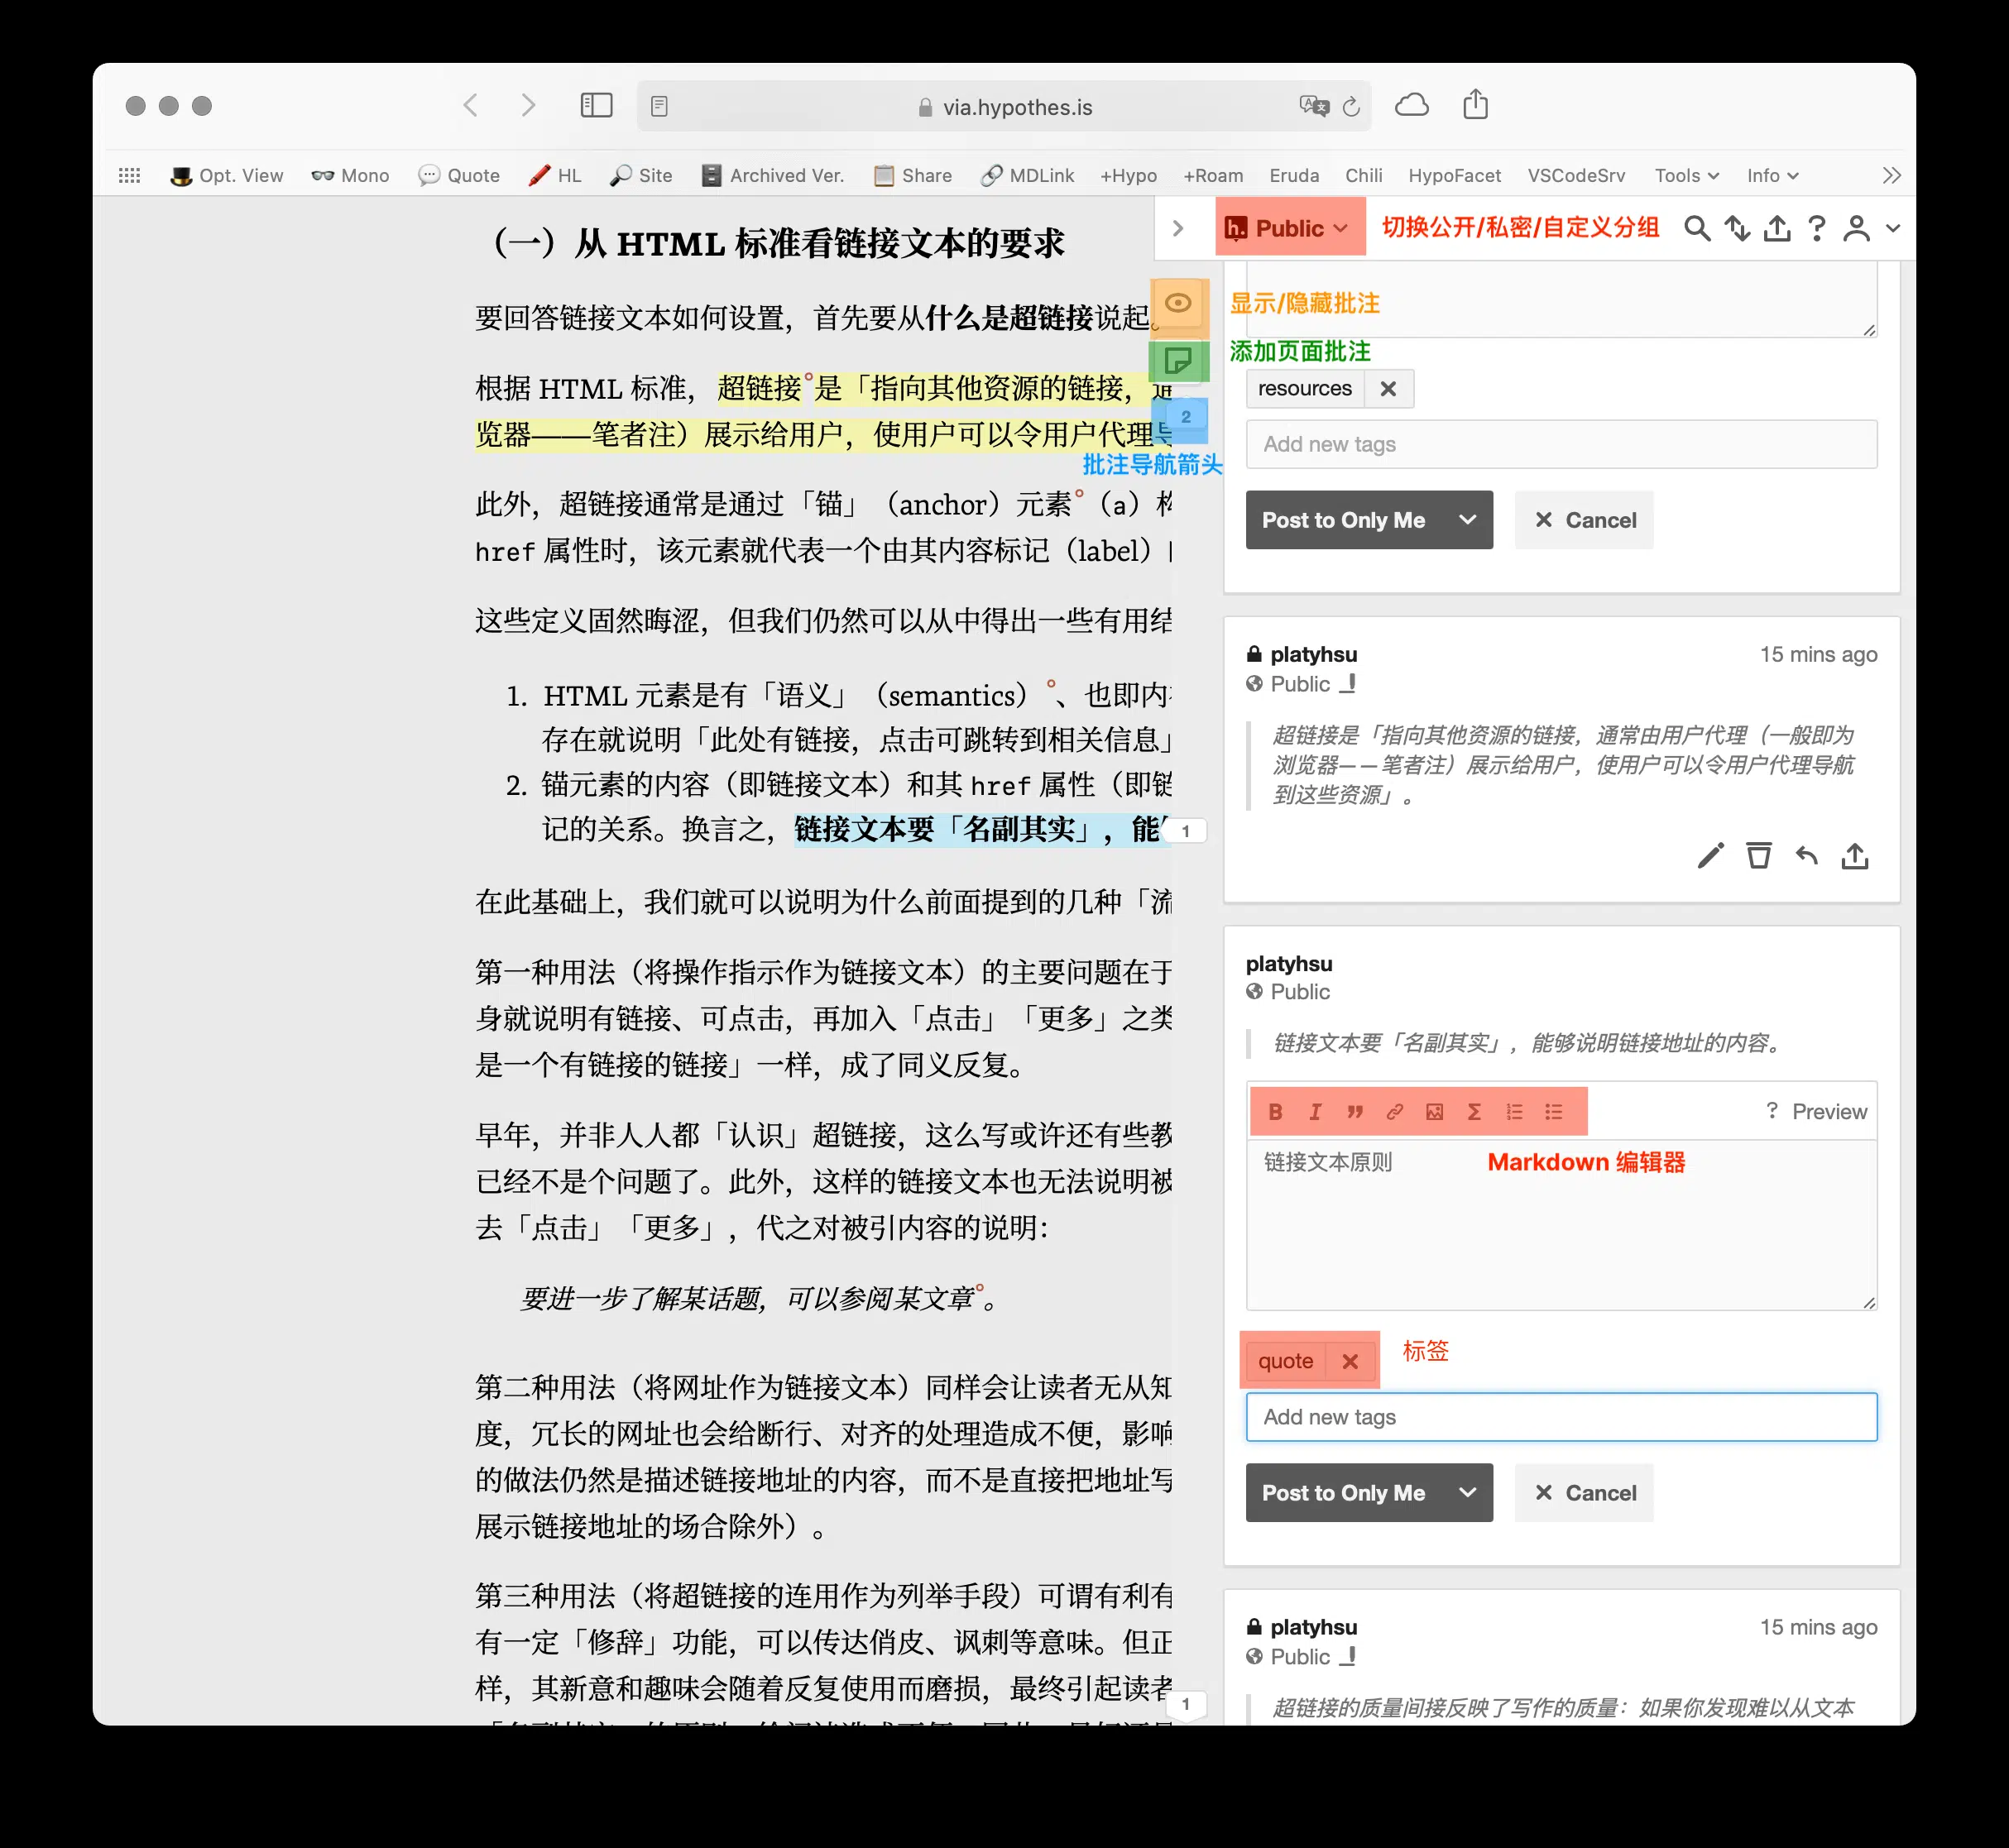 via.hypothes.is
Opt. View
Mono
Quote
HL
Site
Archived Ver.
Share
MDLink
+Hypo
+Roam
Eruda
Chili
HypoFacet
VSCodeSrv
Tools
Info
（一）从 HTML 标准看链接文本的要求
要回答链接文本如何设置，首先要从什么是超链接说起。
根据 HTML 标准，超链接°是「指向其他资源的链接，通
览器——笔者注）展示给用户，使用户可以令用户代理导
此外，超链接通常是通过「锚」（anchor）元素°（a）构
href 属性时，该元素就代表一个由其内容标记（label）
这些定义固然晦涩，但我们仍然可以从中得出一些有用结
1. HTML 元素是有「语义」（semantics）°、也即内
存在就说明「此处有链接，点击可跳转到相关信息」
2. 锚元素的内容（即链接文本）和其 href 属性（即链
记的关系。换言之，链接文本要「名副其实」，能
1
在此基础上，我们就可以说明为什么前面提到的几种「流
第一种用法（将操作指示作为链接文本）的主要问题在于
身就说明有链接、可点击，再加入「点击」「更多」之类
是一个有链接的链接」一样，成了同义反复。
早年，并非人人都「认识」超链接，这么写或许还有些教
已经不是个问题了。此外，这样的链接文本也无法说明被
去「点击」「更多」，代之对被引内容的说明：
要进一步了解某话题，可以参阅某文章°。
第二种用法（将网址作为链接文本）同样会让读者无从知
度，冗长的网址也会给断行、对齐的处理造成不便，影响
的做法仍然是描述链接地址的内容，而不是直接把地址写
展示链接地址的场合除外）。
第三种用法（将超链接的连用作为列举手段）可谓有利有
有一定「修辞」功能，可以传达俏皮、讽刺等意味。但正
样，其新意和趣味会随着反复使用而磨损，最终引起读者
1
h. Public
切换公开/私密/自定义分组
?
显示/隐藏批注
添加页面批注
2
批注导航箭头
resources
Add new tags
Post to Only Me
Cancel
platyhsu
15 mins ago
Public
超链接是「指向其他资源的链接，通常由用户代理（一般即为
浏览器——笔者注）展示给用户，使用户可以令用户代理导航
到这些资源」。
platyhsu
Public
链接文本要「名副其实」，能够说明链接地址的内容。
B I ” Σ
? Preview
链接文本原则
Markdown 编辑器
quote
标签
Add new tags
Post to Only Me
Cancel
platyhsu
15 mins ago
Public
超链接的质量间接反映了写作的质量：如果你发现难以从文本